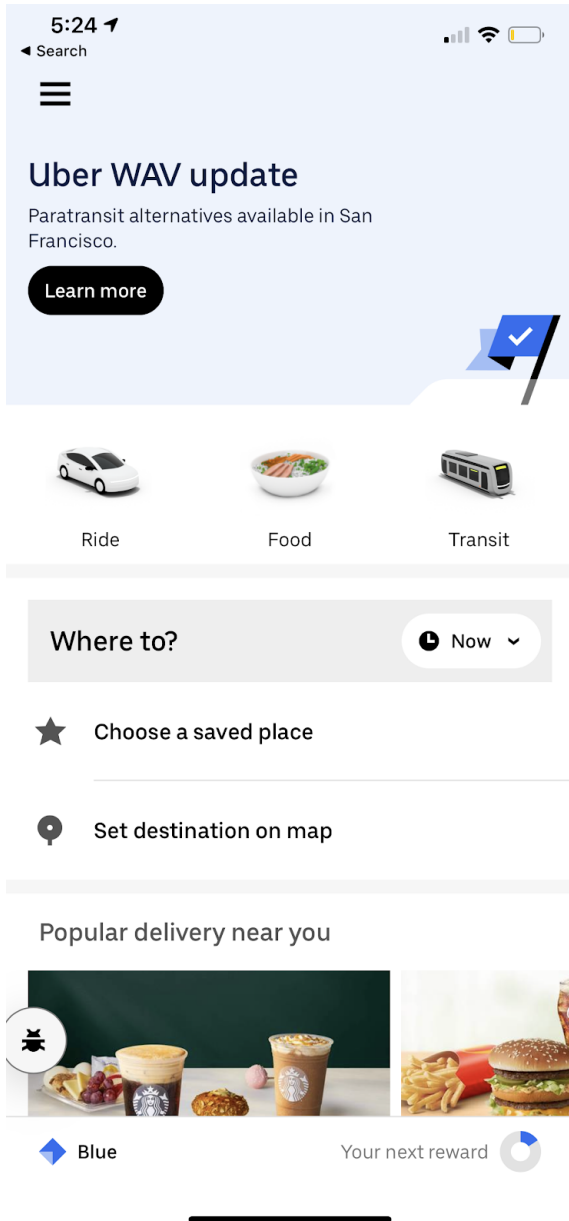 5:24
Search
Uber WAV update
Paratransit alternatives available in San
Francisco.
Learn more
Ride
Food
Transit
Where to?
Now
Choose a saved place
Set destination on map
Popular delivery near you
Blue
Your next reward